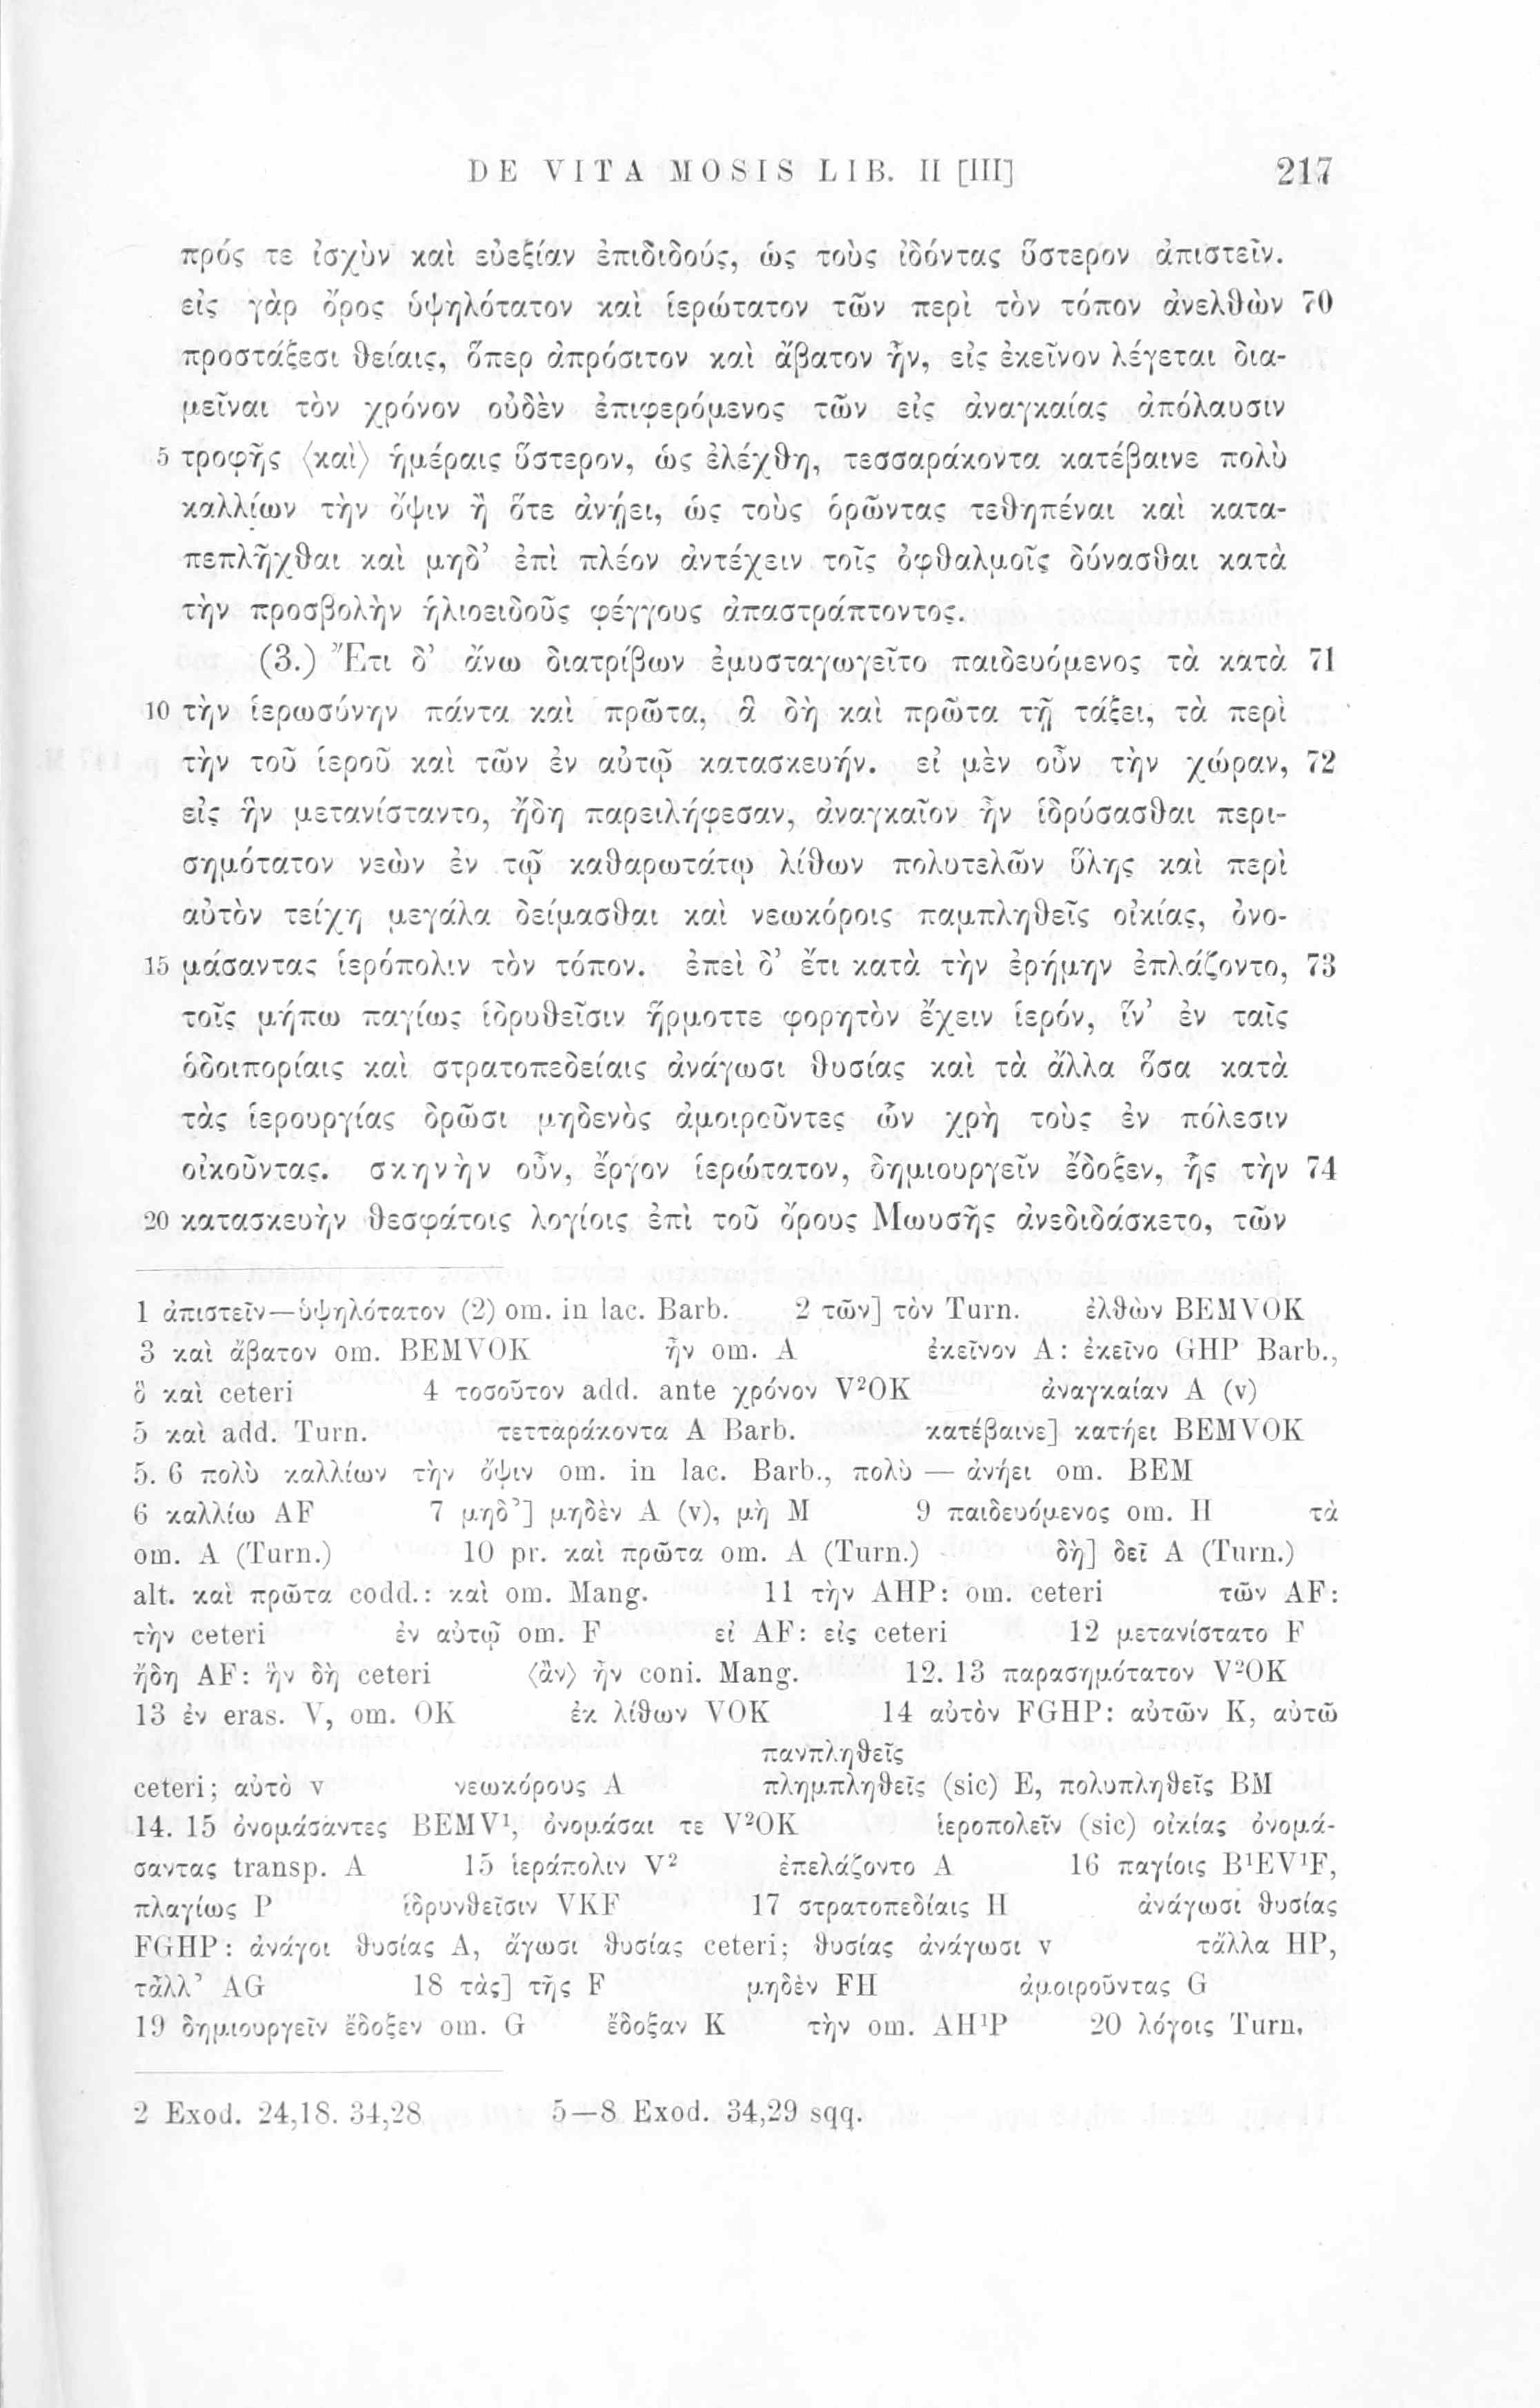 DE VITA MOSIS LIB. II [III] 217
πρός τε ἰσχὺν καὶ εὐεξίαν ἐπιδιδούς, ὡς τοὺς ἰδόντας ὕστερον ἀπιστεῖν.
εἰς γὰρ ὄρος ὑψηλότατον καὶ ἱερώτατον τῶν περὶ τὸν τόπον ἀνελθὼν 70
προστάξεσι θείαις, ὅπερ ἀπρόσιτον καὶ ἄβατον ἦν, εἰς ἐκεῖνον λέγεται δια-
μεῖναι τὸν χρόνον οὐδὲν ἐπιφερόμενος τῶν εἰς ἀναγκαίας ἀπόλαυσιν
5 τροφῆς ⟨καὶ⟩ ἡμέραις ὕστερον, ὡς ἐλέχθη, τεσσαράκοντα κατέβαινε πολὺ
καλλίων τὴν ὄψιν ἢ ὅτε ἀνῄει, ὡς τοὺς ὁρῶντας τεθηπέναι καὶ κατα-
πεπλῆχθαι καὶ μηδ’ ἐπὶ πλέον ἀντέχειν τοῖς ὀφθαλμοῖς δύνασθαι κατὰ
τὴν προσβολὴν ἡλιοειδοῦς φέγγους ἀπαστράπτοντος.
(3.) Ἔτι δ’ ἄνω διατρίβων ἐμυσταγωγεῖτο παιδευόμενος τὰ κατὰ 71
10 τὴν ἱερωσύνην πάντα καὶ πρῶτα, ἃ δὴ καὶ πρῶτα τῇ τάξει, τὰ περὶ
τὴν τοῦ ἱεροῦ καὶ τῶν ἐν αὐτῷ κατασκευήν. εἰ μὲν οὖν τὴν χώραν, 72
εἰς ἣν μετανίσταντο, ἤδη παρειλήφεσαν, ἀναγκαῖον ἦν ἱδρύσασθαι περι-
σημότατον νεὼν ἐν τῷ καθαρωτάτῳ λίθων πολυτελῶν ὕλης καὶ περὶ
αὐτὸν τείχη μεγάλα δείμασθαι καὶ νεωκόροις παμπληθεῖς οἰκίας, ὀνο-
15 μάσαντας ἱερόπολιν τὸν τόπον. ἐπεὶ δ’ ἔτι κατὰ τὴν ἐρήμην ἐπλάζοντο, 73
τοῖς μήπω παγίως ἱδρυθεῖσιν ἥρμοττε φορητὸν ἔχειν ἱερόν, ἵν’ ἐν ταῖς
ὁδοιπορίαις καὶ στρατοπεδείαις ἀνάγωσι θυσίας καὶ τὰ ἄλλα ὅσα κατὰ
τὰς ἱερουργίας δρῶσι μηδενὸς ἀμοιροῦντες ὧν χρὴ τοὺς ἐν πόλεσιν
οἰκοῦντας. σκηνὴν οὖν, ἔργον ἱερώτατον, δημιουργεῖν ἔδοξεν, ἧς τὴν 74
20 κατασκευὴν θεσφάτοις λογίοις ἐπὶ τοῦ ὄρους Μωυσῆς ἀνεδιδάσκετο, τῶν
1 ἀπιστεῖν—ὑψηλότατον (2) om. in lac. Barb. 2 τῶν] τὸν Turn. ἐλθὼν BEMVOK
3 καὶ ἄβατον om. BEMVOK ἦν om. A ἐκεῖνον A: ἐκεῖνο GHP Barb.,
ὃ καὶ ceteri 4 τοσοῦτον add. ante χρόνον V²OK ἀναγκαίαν A (v)
5 καὶ add. Turn. τετταράκοντα A Barb. κατέβαινε] κατῄει BEMVOK
5. 6 πολὺ καλλίων τὴν ὄψιν om. in lac. Barb., πολὺ — ἀνῄει om. BEM
6 καλλίω AF 7 μηδ’] μηδὲν A (v), μὴ M 9 παιδευόμενος om. H τὰ
om. A (Turn.) 10 pr. καὶ πρῶτα om. A (Turn.) δὴ] δεῖ A (Turn.)
alt. καὶ πρῶτα codd.: καὶ om. Mang. 11 τὴν AHP: om. ceteri τῶν AF:
τὴν ceteri ἐν αὐτῷ om. F εἰ AF: εἰς ceteri 12 μετανίστατο F
ἤδη AF: ἣν δὴ ceteri ⟨ἂν⟩ ἦν coni. Mang. 12. 13 παρασημότατον V²OK
13 ἐν eras. V, om. OK ἐκ λίθων VOK 14 αὐτὸν FGHP: αὐτῶν K, αὐτῶ
πανπληθεῖς
ceteri; αὐτὸ v νεωκόρους A πλημπληθεῖς (sic) E, πολυπληθεῖς BM
14. 15 ὀνομάσαντες BEMV¹, ὀνομάσαι τε V²OK ἱεροπολεῖν (sic) οἰκίας ὀνομά-
σαντας transp. A 15 ἱεράπολιν V² ἐπελάζοντο A 16 παγίοις B¹EV¹F,
πλαγίως P ἱδρυνθεῖσιν VKF 17 στρατοπεδίαις H ἀνάγωσι θυσίας
FGHP: ἀνάγοι θυσίας A, ἄγωσι θυσίας ceteri; θυσίας ἀνάγωσι v τἄλλα HP,
τἆλλ’ AG 18 τὰς] τῆς F μηδὲν FH ἀμοιροῦντας G
19 δημιουργεῖν ἔδοξεν om. G ἔδοξαν K τὴν om. AH¹P 20 λόγοις Turn.
2 Exod. 24,18. 34,28 5—8 Exod. 34,29 sqq.